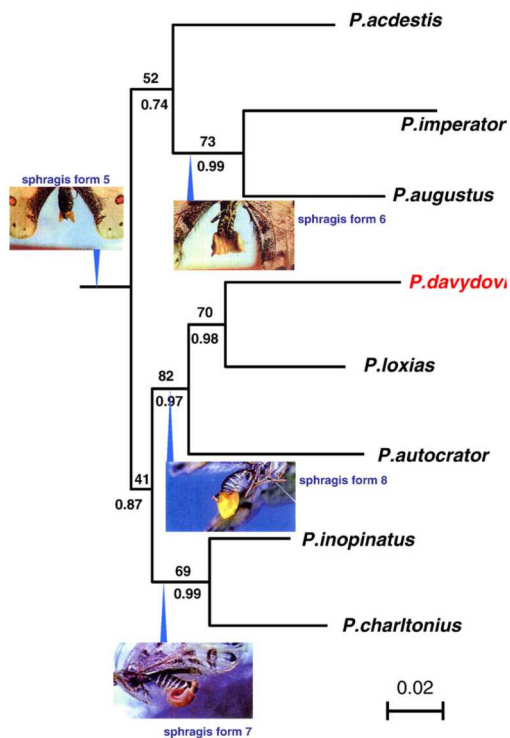 P.acdestis
52
0.74
P.imperator
73
0.99
sphragis form 5
P.augustus
sphragis form 6
P.davydovi
70
0.98
P.loxias
82
0.97
P.autocrator
sphragis form 8
41
0.87
P.inopinatus
69
0.99
P.charltonius
0.02
sphragis form 7